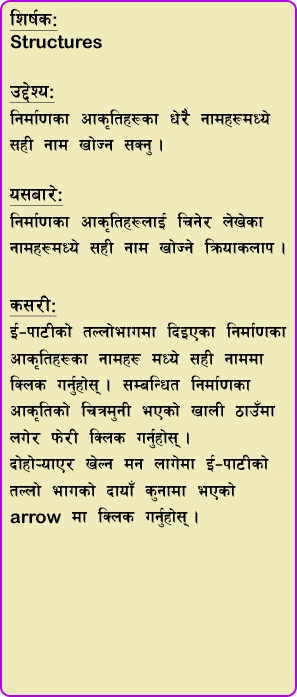 शिर्षक:
Structures
उद्देश्य:
निर्माणका आकृतिहरूका धेरै नामहरूमध्ये
सही नाम खोज्न सक्नु ।
यसबारे:
निर्माणका आकृतिहरूलाई चिनेर लेखेका
नामहरूमध्ये सही नाम खोज्ने क्रियाकलाप ।
कसरी:
ई-पाटीको तल्लोभागमा दिइएका निर्माणका
आकृतिहरूका नामहरू मध्ये सही नाममा
क्लिक गर्नुहोस् । सम्बन्धित निर्माणका
आकृतिको चित्रमुनी भएको खाली ठाउँमा
लगेर फेरी क्लिक गर्नुहोस् ।
दोहोर्‍याएर खेल्न मन लागेमा ई-पाटीको
तल्लो भागको दायाँ कुनामा भएको
arrow मा क्लिक गर्नुहोस् ।